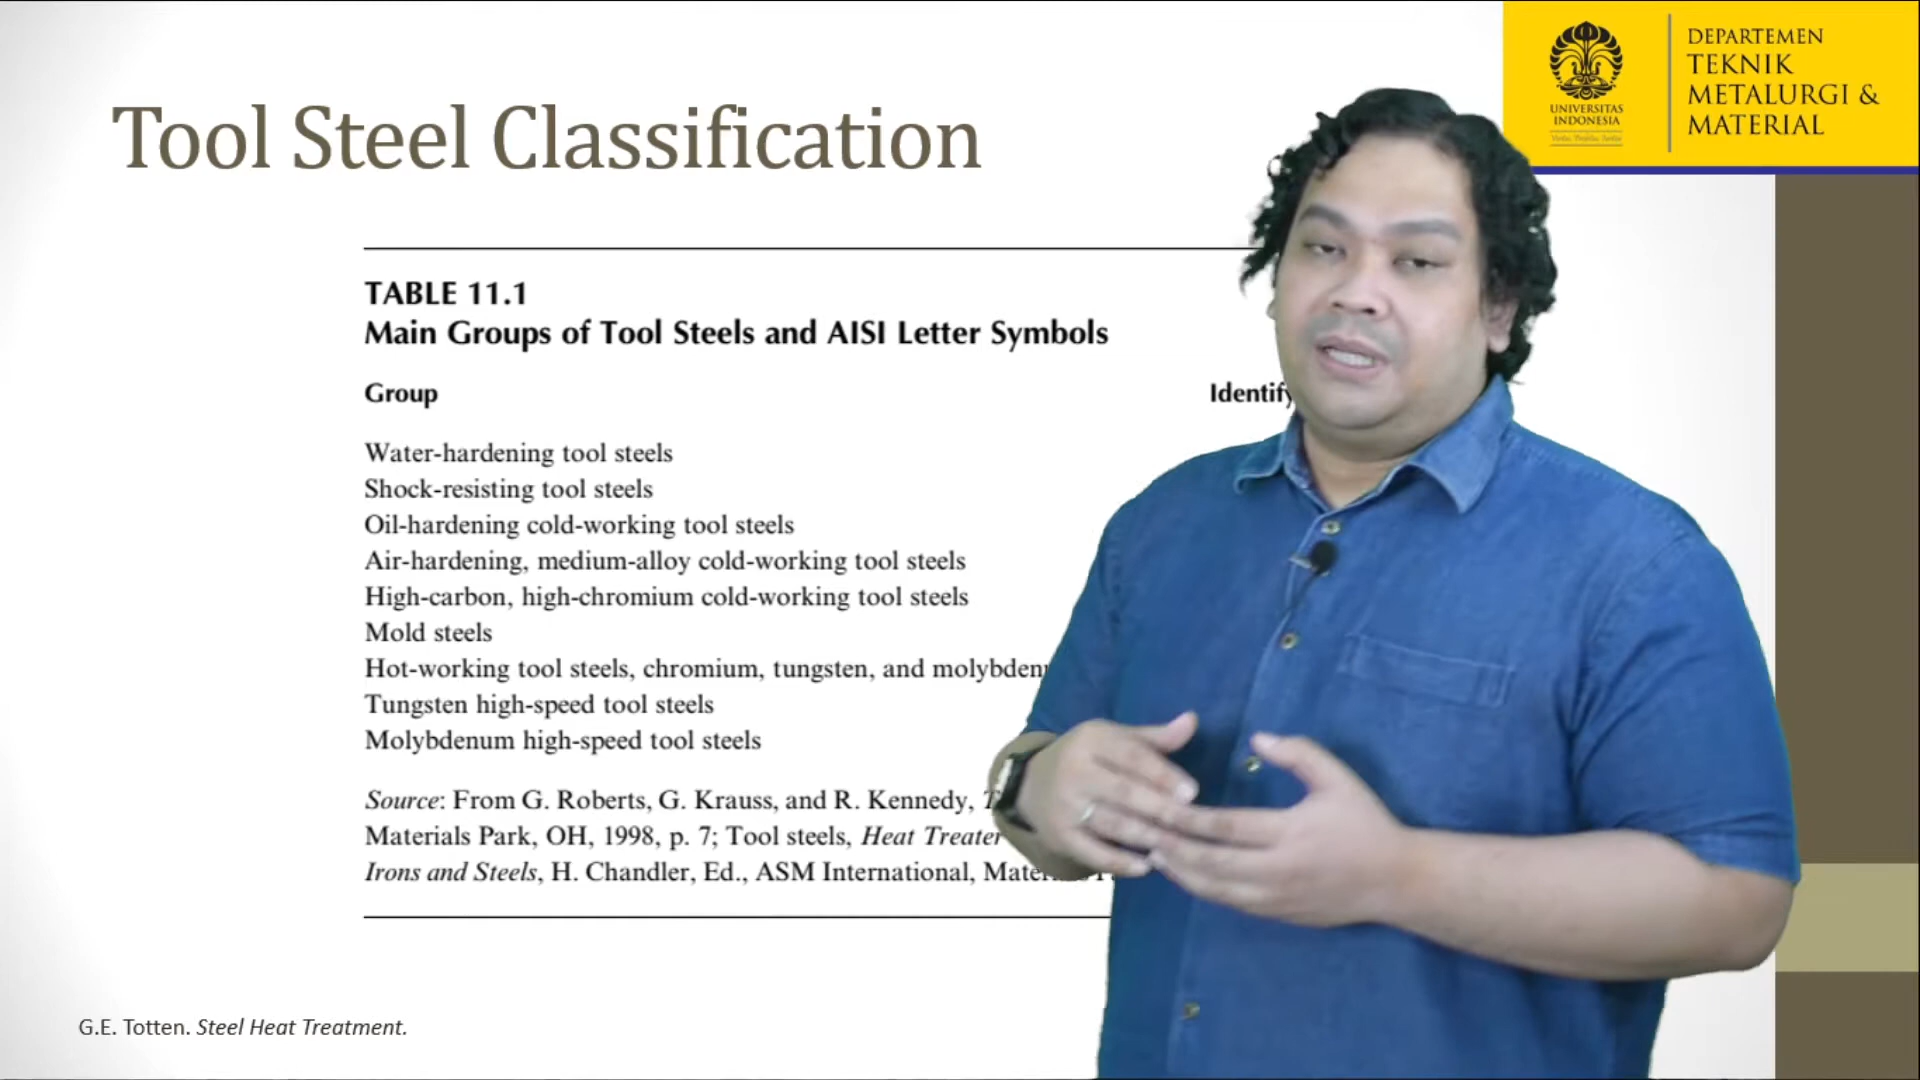 Tool Steel Classification
UNIVERSITAS
INDONESIA
DEPARTEMEN
TEKNIK
METALURGI &
MATERIAL
TABLE 11.1
Main Groups of Tool Steels and AISI Letter Symbols
Group
Water-hardening tool steels
Shock-resisting tool steels
Oil-hardening cold-working tool steels
Air-hardening, medium-alloy cold-working tool steels
High-carbon, high-chromium cold-working tool steels
Mold steels
Hot-working tool steels, chromium, tungsten, and
Tungsten high-speed tool steels
Molybdenum high-speed tool steels
Source: From G. Roberts, G. Krauss, and R. Kennedy,
Materials Park, OH, 1998, p. 7; Tool steels, Heat
Irons and Steels, H. Chandler, Ed., ASM International,
G.E. Totten. Steel Heat Treatment.